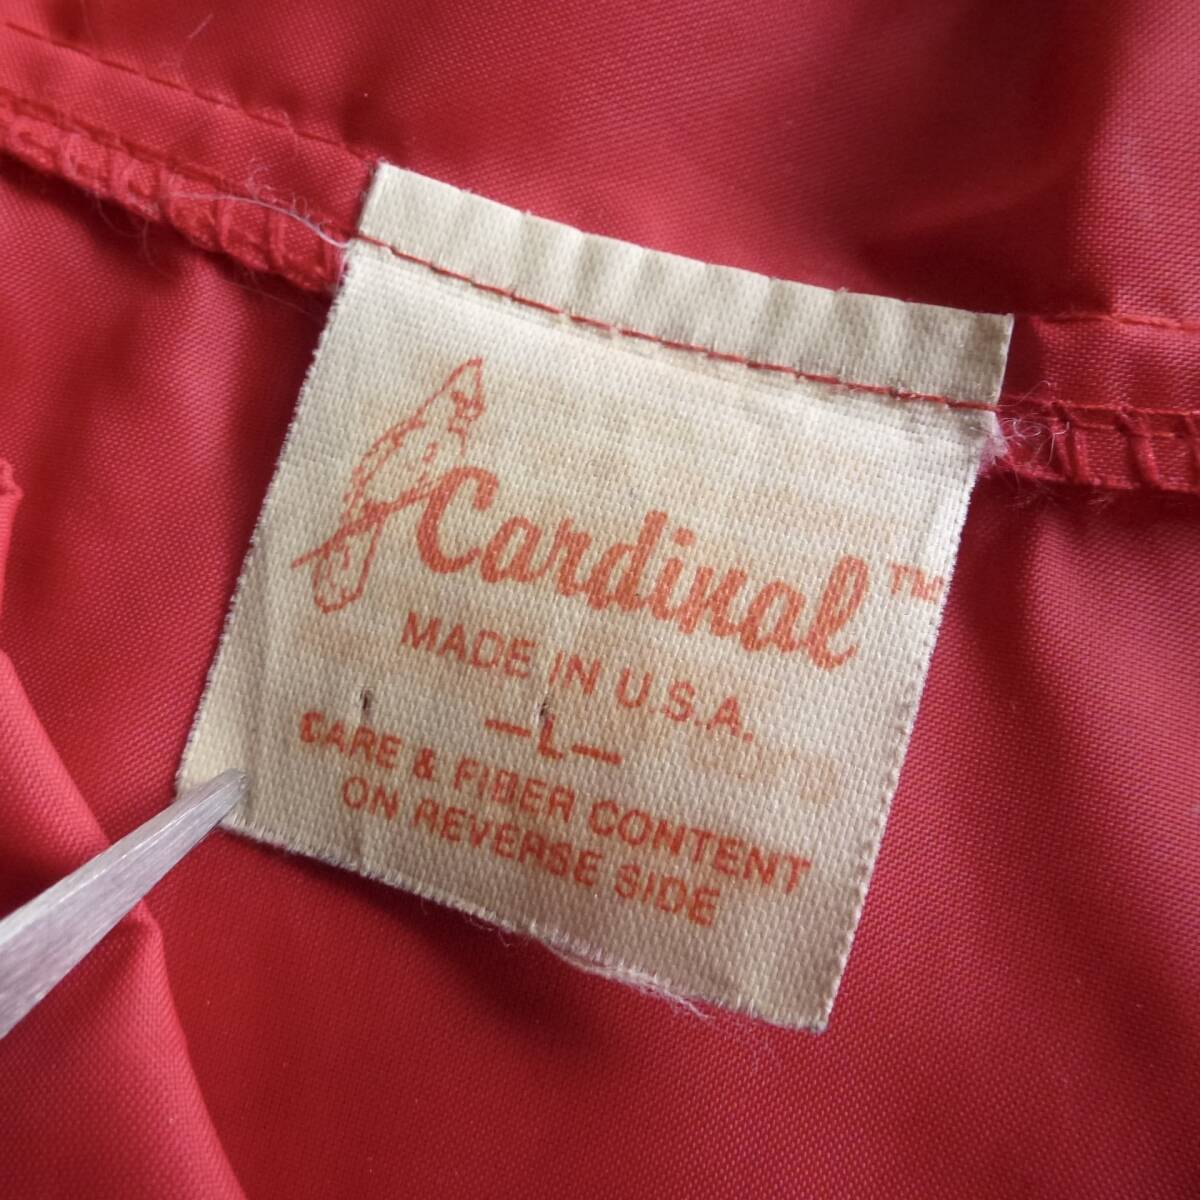 Cardinal™
MADE IN U.S.A.
—L—
CARE & FIBER CONTENT
ON REVERSE SIDE